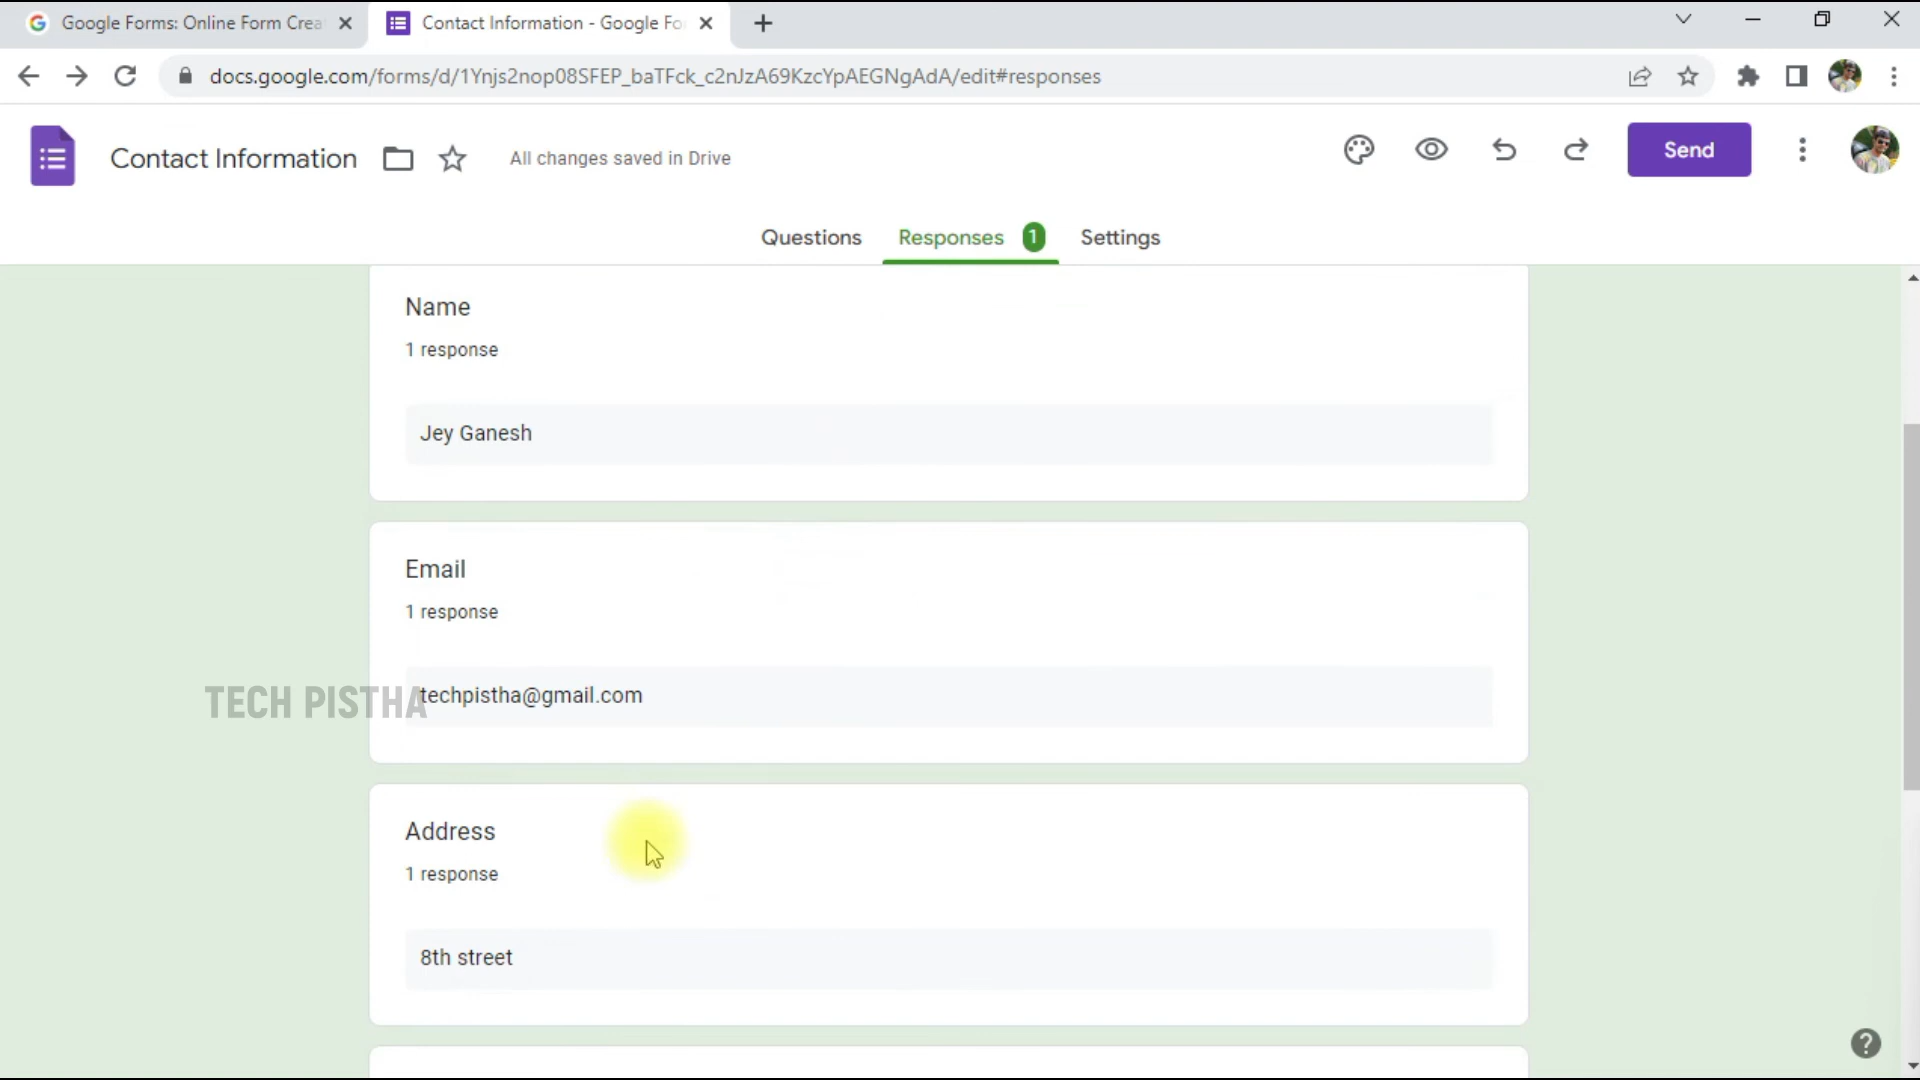 Google Forms: Online Form Crea
Contact Information - Google Fo
docs.google.com/forms/d/1Ynjs2nop08SFEP_baTFck_c2nJzA69KzcYpAEGNgAdA/edit#responses
Contact Information
All changes saved in Drive
Send
Questions
Responses 1
Settings
Name
1 response
Jey Ganesh
Email
1 response
techpistha@gmail.com
TECH PISTHA
Address
1 response
8th street